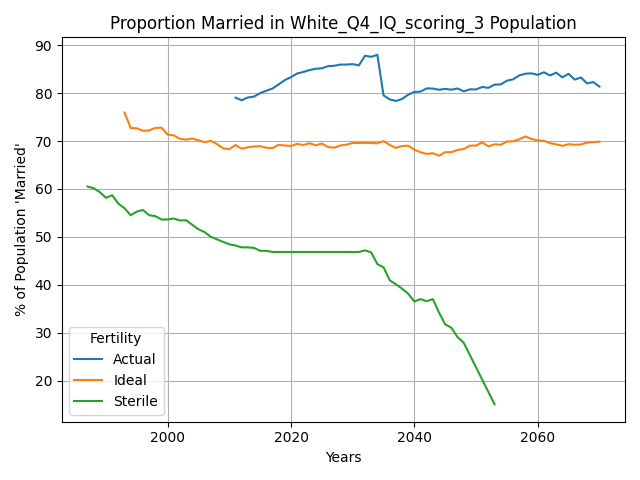 Proportion Married in White_Q4_IQ_scoring_3 Population
% of Population 'Married'
90
80
70
60
50
40
30
20
Fertility
Actual
Ideal
Sterile
2000 2020 2040 2060
Years